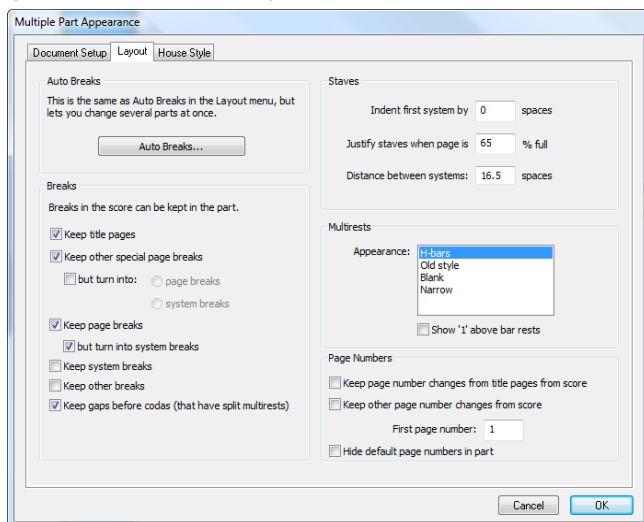 Multiple Part Appearance
Document Setup
Layout
House Style
Auto Breaks
This is the same as Auto Breaks in the Layout menu, but
lets you change several parts at once.
Auto Breaks...
Breaks
Breaks in the score can be kept in the part.
Keep title pages
Keep other special page breaks
but turn into:
page breaks
system breaks
Keep page breaks
but turn into system breaks
Keep system breaks
Keep other breaks
Keep gaps before codas (that have split multirests)
Staves
Indent first system by 0 spaces
Justify staves when page is 65 % full
Distance between systems: 16.5 spaces
Multirests
Appearance:
H-bars
Old style
Blank
Narrow
Show '1' above bar rests
Page Numbers
Keep page number changes from title pages from score
Keep other page number changes from score
First page number: 1
Hide default page numbers in part
Cancel
OK